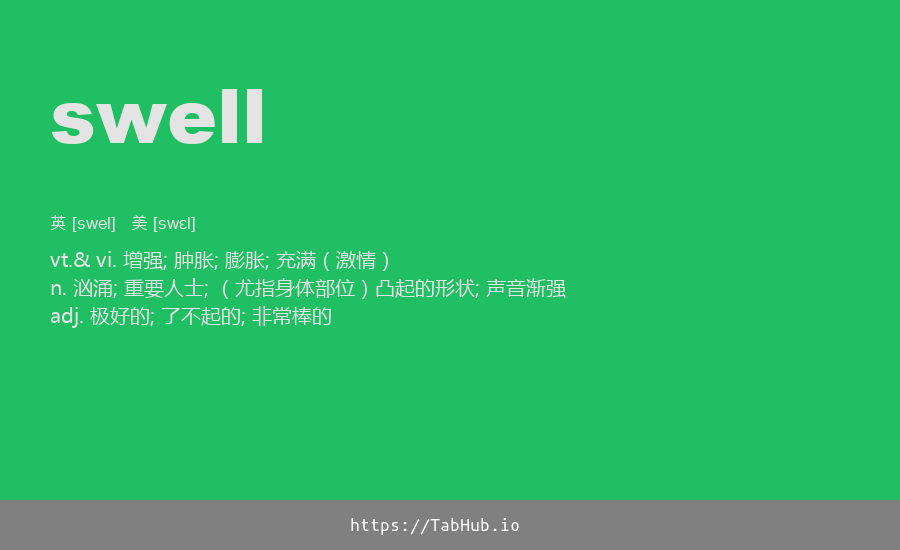 swell
英 [swel] 美 [swɛl]
vt.& vi. 增强; 肿胀; 膨胀; 充满 ( 激情 )
n. 汹涌; 重要人士; ( 尤指身体部位 ) 凸起的形状; 声音渐强
adj. 极好的; 了不起的; 非常棒的
https://TabHub.io